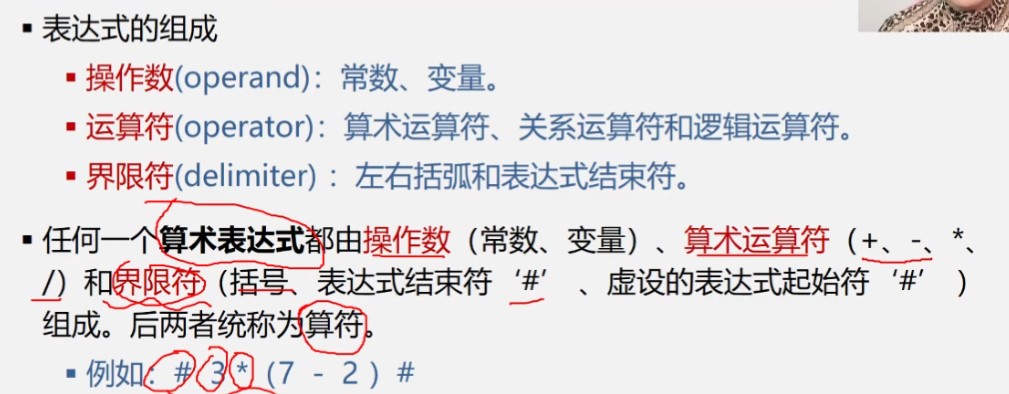 ▪ 表达式的组成
▪ 操作数(operand)：常数、变量。
▪ 运算符(operator)：算术运算符、关系运算符和逻辑运算符。
▪ 界限符(delimiter) ：左右括弧和表达式结束符。
▪ 任何一个算术表达式都由操作数（常数、变量）、算术运算符（+、-、*、
/）和界限符（括号、表达式结束符‘#’ 、虚设的表达式起始符‘#’ ）
组成。后两者统称为算符。
▪ 例如：# 3 * (7 - 2 ) #